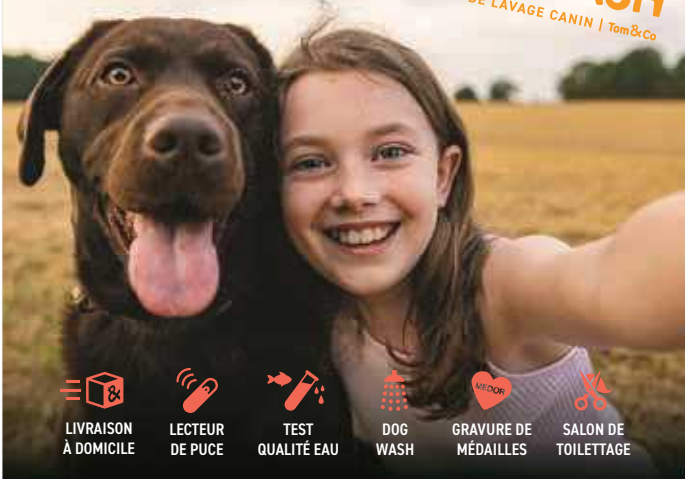 DE LAVAGE CANIN | Tom&Co
&
MEDOR
LIVRAISON
À DOMICILE
LECTEUR
DE PUCE
TEST
QUALITÉ EAU
DOG
WASH
GRAVURE DE
MÉDAILLES
SALON DE
TOILETTAGE